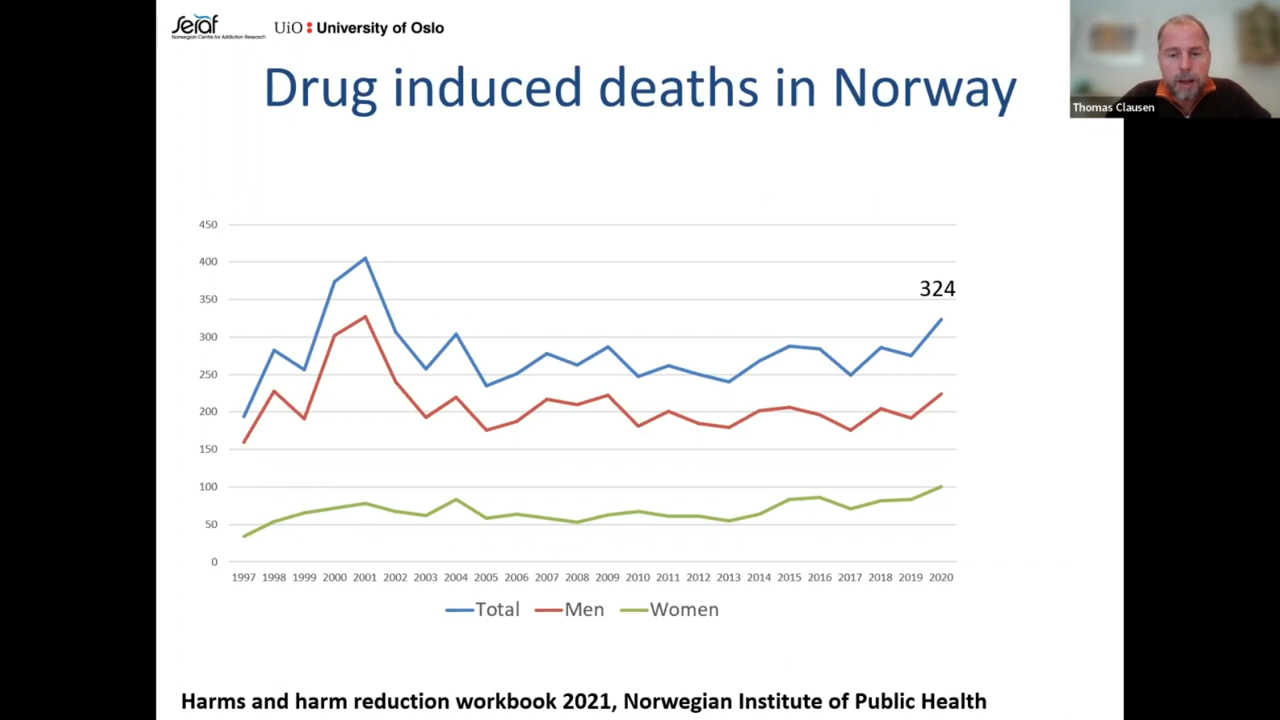 seraf
Norwegian Centre for Addiction Research
UiO : University of Oslo
Thomas Clausen
Drug induced deaths in Norway
450
400
350
300
250
200
150
100
50
0
324
1997 1998 1999 2000 2001 2002 2003 2004 2005 2006 2007 2008 2009 2010 2011 2012 2013 2014 2015 2016 2017 2018 2019 2020
Total Men Women
Harms and harm reduction workbook 2021, Norwegian Institute of Public Health